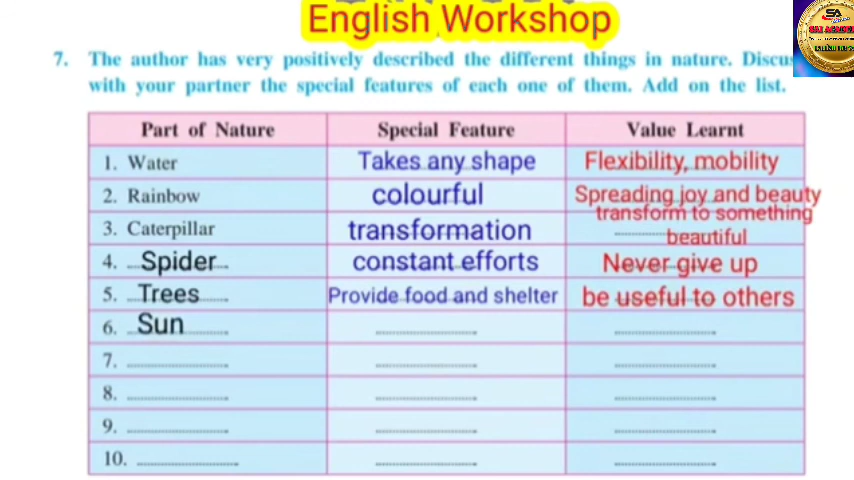 English Workshop
7. The author has very positively described the different things in nature. Discus
with your partner the special features of each one of them. Add on the list.
Part of Nature Special Feature Value Learnt
1. Water Takes any shape Flexibility, mobility
2. Rainbow colourful Spreading joy and beauty
3. Caterpillar transformation transform to something
beautiful
4. Spider constant efforts Never give up
5. Trees Provide food and shelter be useful to others
6. Sun
7.
8.
9.
10.
SA